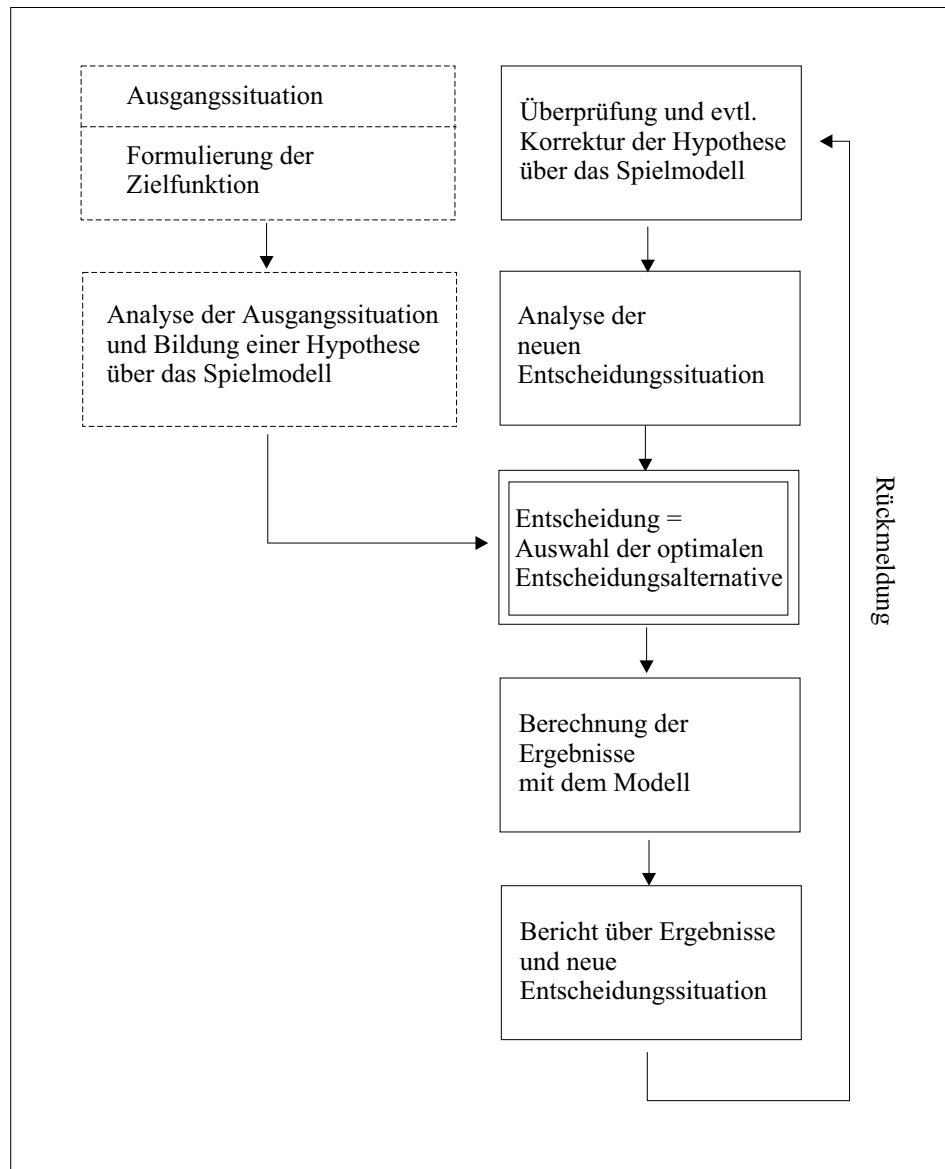 Ausgangssituation
Formulierung der
Zielfunktion
Analyse der Ausgangssituation
und Bildung einer Hypothese
über das Spielmodell
Überprüfung und evtl.
Korrektur der Hypothese
über das Spielmodell
Analyse der
neuen
Entscheidungssituation
Entscheidung =
Auswahl der optimalen
Entscheidungsalternative
Berechnung der
Ergebnisse
mit dem Modell
Bericht über Ergebnisse
und neue
Entscheidungssituation
Rückmeldung